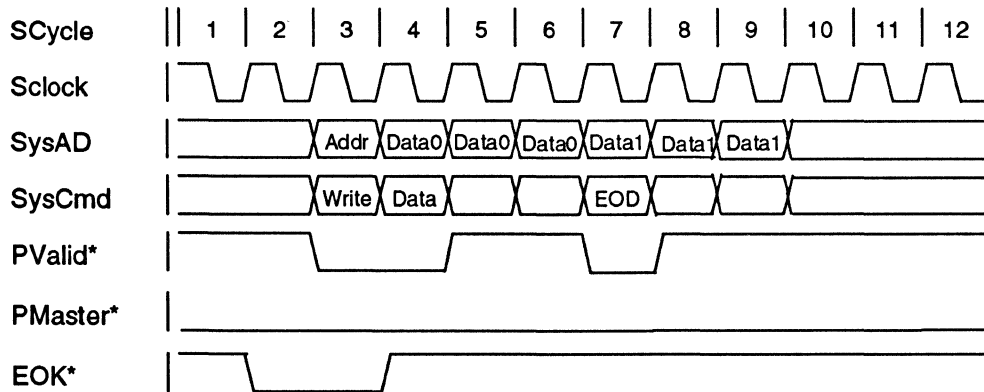 SCycle 1 2 3 4 5 6 7 8 9 10 11 12
Sclock
SysAD Addr Data0 Data0 Data0 Data1 Data1 Data1
SysCmd Write Data EOD
PValid*
PMaster*
EOK*